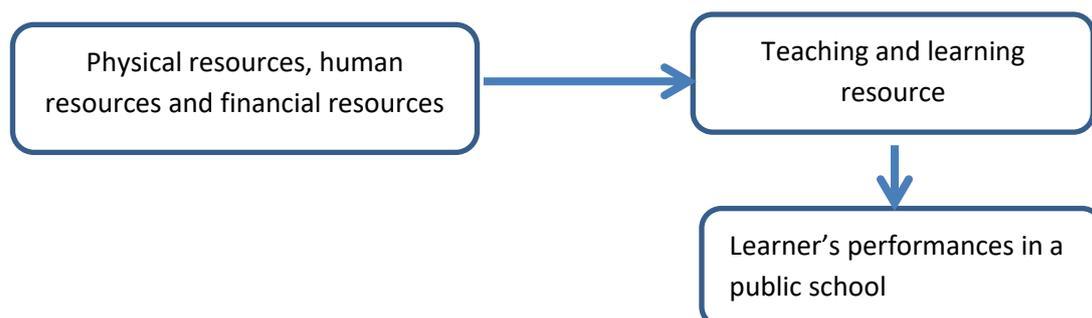 Physical resources, human
resources and financial resources
Teaching and learning
resource
Learner’s performances in a
public school